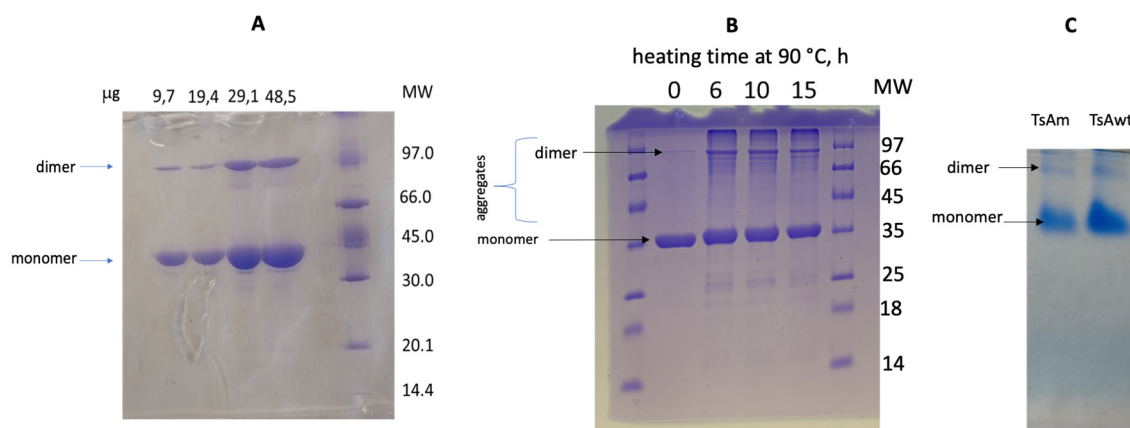 A
µg
9,7 19,4 29,1 48,5
MW
dimer
97.0
66.0
45.0
monomer
30.0
20.1
14.4
B
heating time at 90 °C, h
0 6 10 15
MW
aggregates
dimer
monomer
97
66
45
35
25
18
14
C
TsAm TsAwt
dimer
monomer